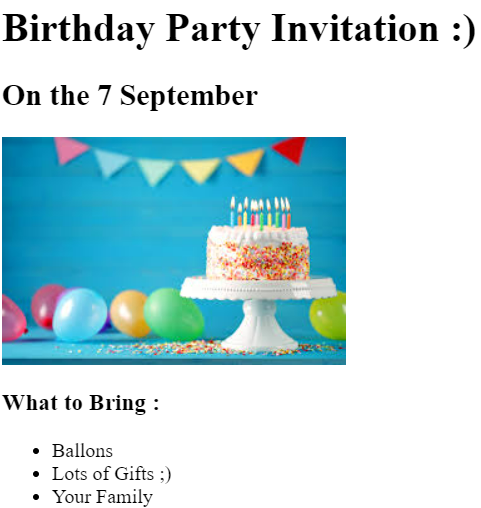 Birthday Party Invitation :)
On the 7 September
What to Bring :
Ballons
Lots of Gifts ;)
Your Family